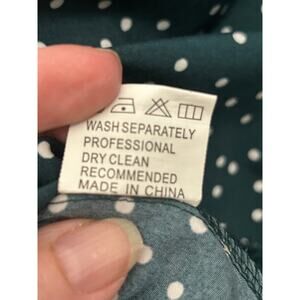 WASH SEPARATELY
PROFESSIONAL
DRY CLEAN
RECOMMENDED
MADE IN CHINA